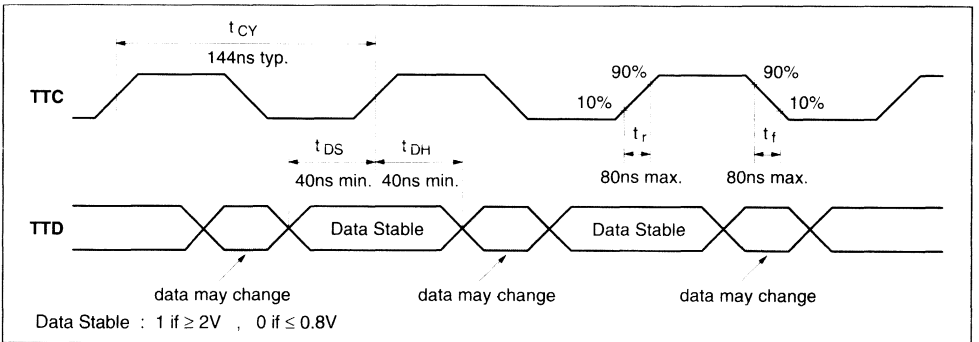 t CY
144ns typ.
TTC
90%
90%
10%
10%
t DS
t DH
t r
t f
40ns min.
40ns min.
80ns max.
80ns max.
TTD
Data Stable
Data Stable
data may change
data may change
data may change
Data Stable : 1 if ≥ 2V , 0 if ≤ 0.8V